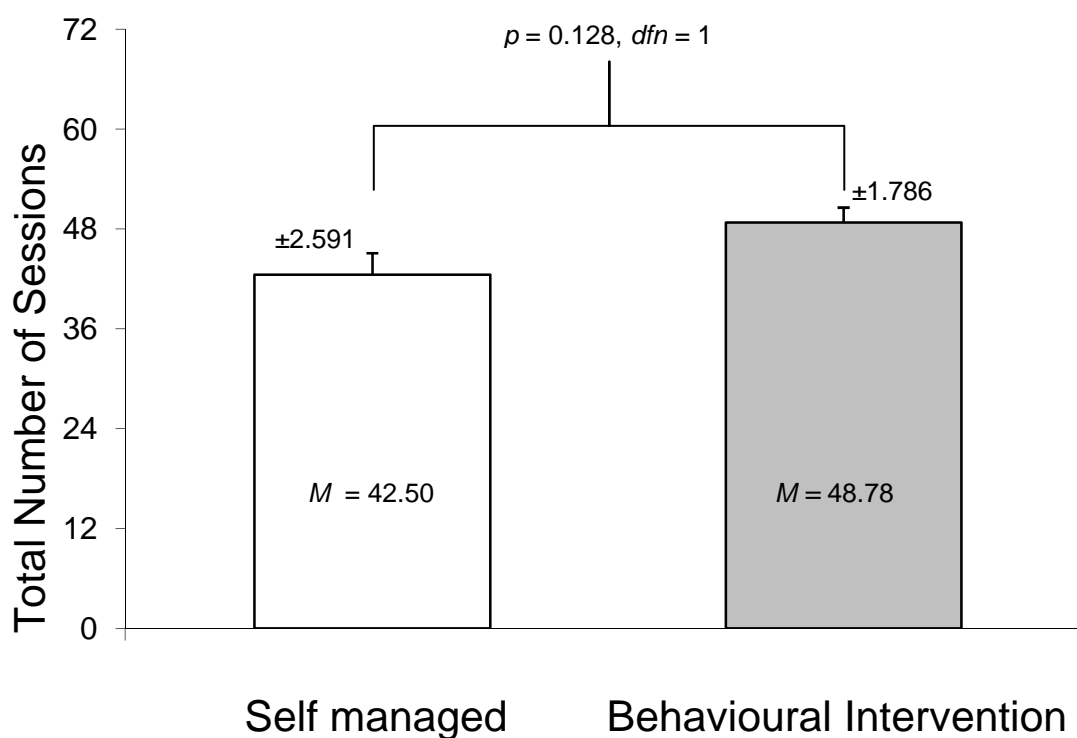 72
p = 0.128, dfn = 1
60
±1.786
48
±2.591
36
24
M = 42.50
M = 48.78
12
0
Total Number of Sessions
Self managed
Behavioural Intervention